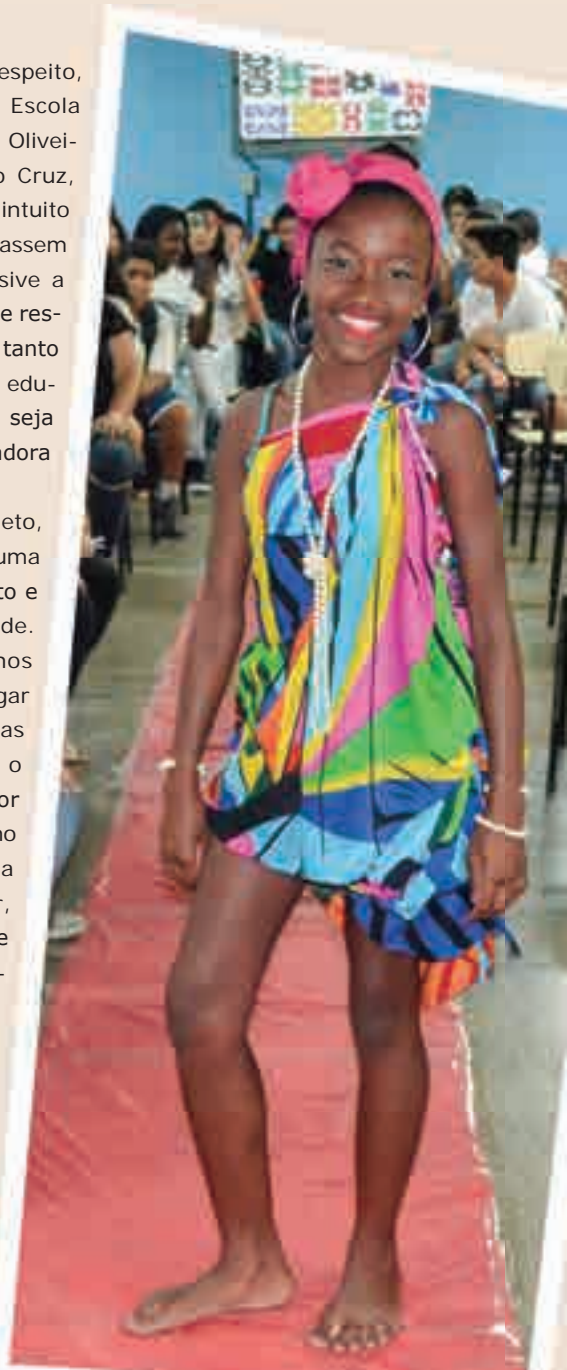 espeito,
Escola
Olivei-
o Cruz,
intuito
assem
sive a
e res-
tanto
edu-
seja
adora
eto,
uma
to e
de.
nos
gar
as
o
or
no
a
r,
e
-